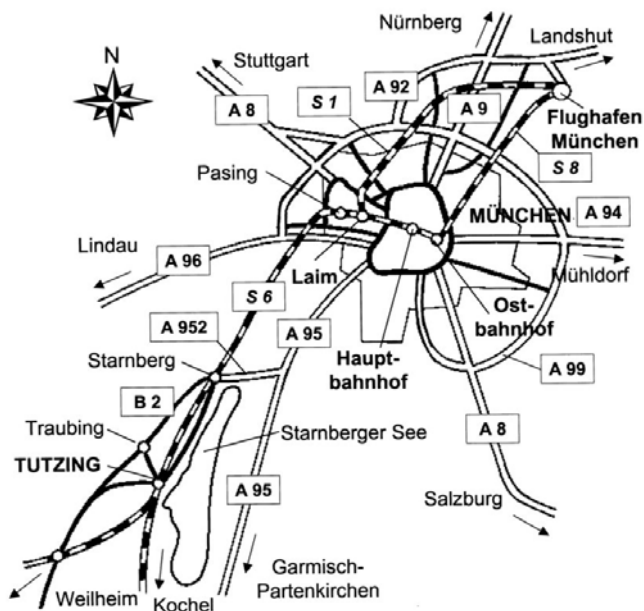 N
Nürnberg
Landshut
Stuttgart
A 92
A 8
S 1
A 9
Flughafen
München
Pasing
S 8
MÜNCHEN
A 94
Lindau
A 96
Laim
Mühldorf
S 6
Ost-
bahnhof
A 952
A 95
Haupt-
bahnhof
Starnberg
A 99
B 2
Traubing
Starnberger See
A 8
TUTZING
A 95
Salzburg
Garmisch-
Partenkirchen
Weilheim
Kochel